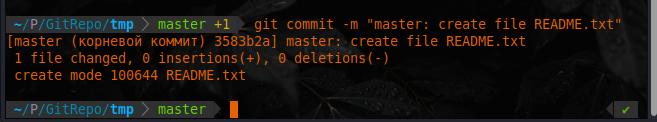 ~/P/GitRepo/tmp master +1 git commit -m "master: create file README.txt"
[master (корневой коммит) 3583b2a] master: create file README.txt
1 file changed, 0 insertions(+), 0 deletions(-)
create mode 100644 README.txt
~/P/GitRepo/tmp master ✔